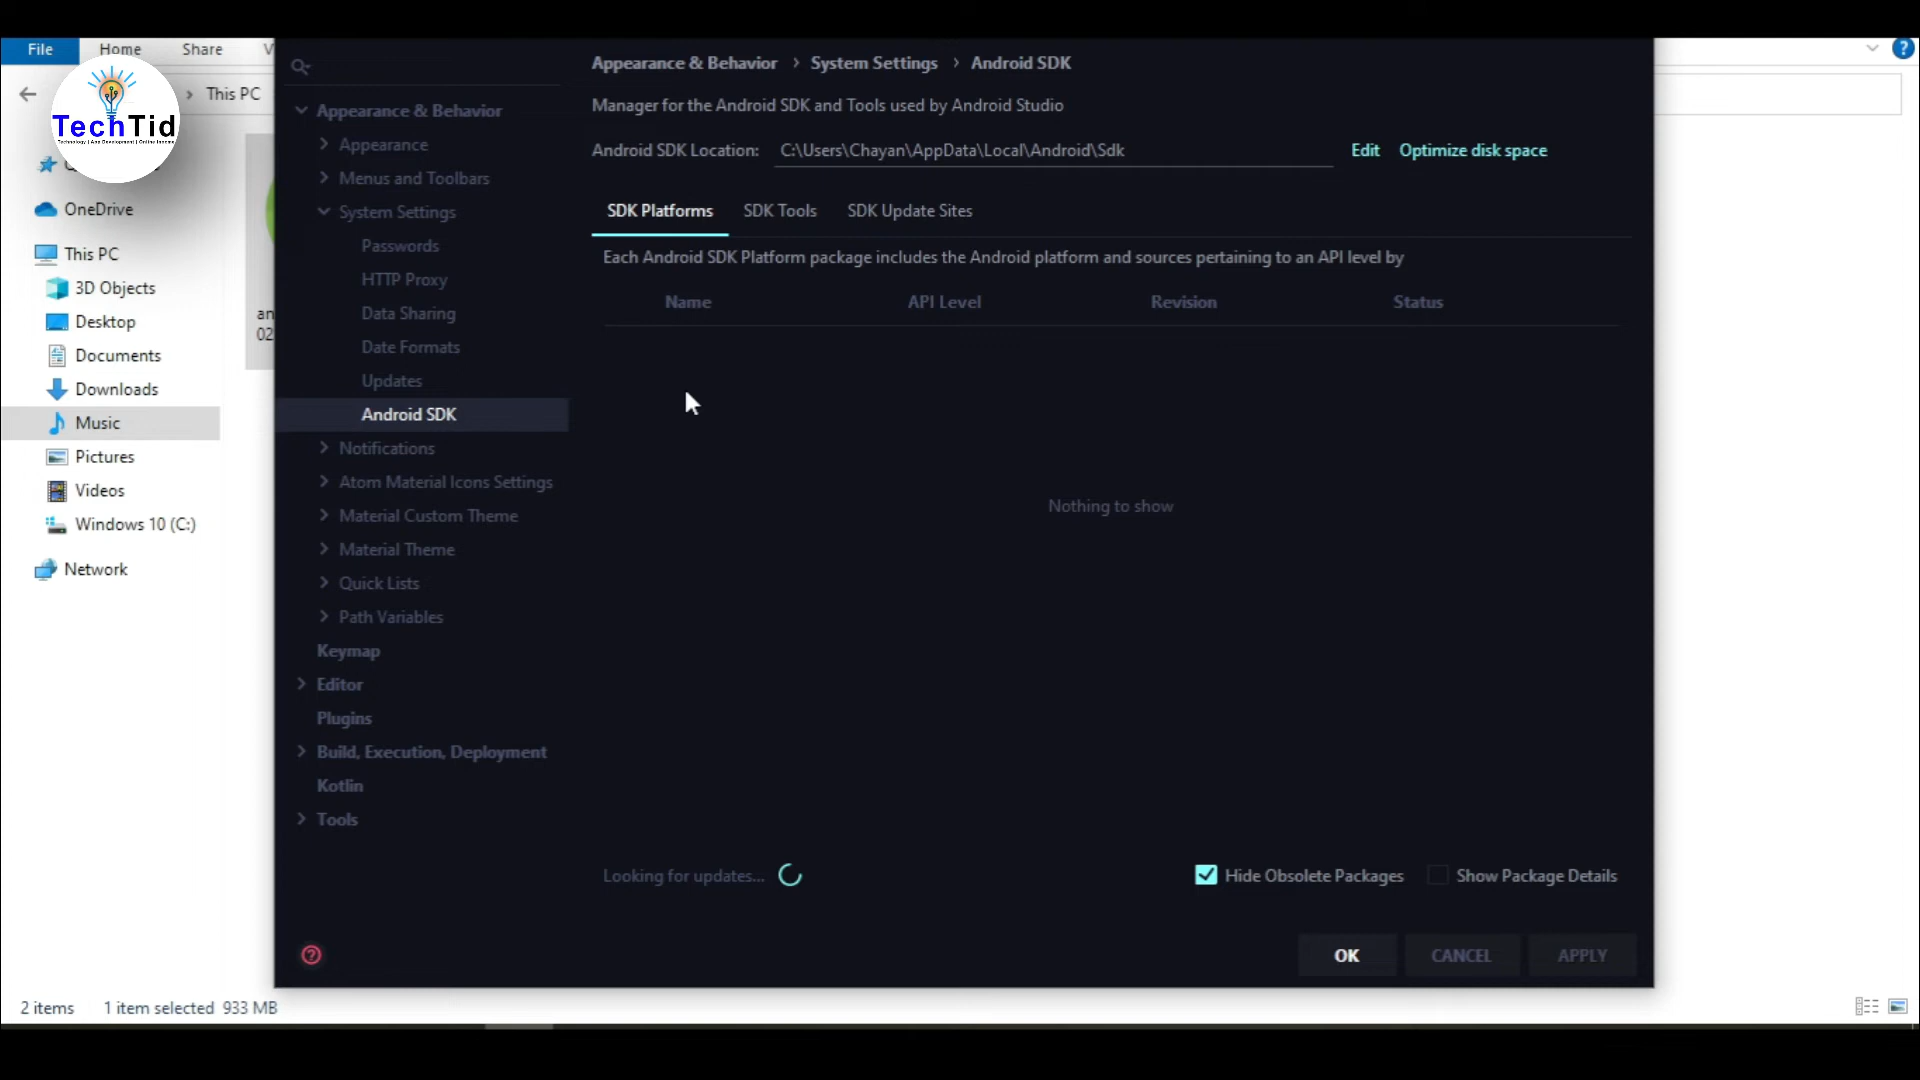 File Home Share V
This PC
TechTid
Technology | App Development | Online Income
OneDrive
This PC
3D Objects
Desktop
Documents
Downloads
Music
Pictures
Videos
Windows 10 (C:)
Network
an
02
2 items 1 item selected 933 MB
Appearance & Behavior
Appearance
Menus and Toolbars
System Settings
Passwords
HTTP Proxy
Data Sharing
Date Formats
Updates
Android SDK
Notifications
Atom Material Icons Settings
Material Custom Theme
Material Theme
Quick Lists
Path Variables
Keymap
Editor
Plugins
Build, Execution, Deployment
Kotlin
Tools
Appearance & Behavior › System Settings › Android SDK
Manager for the Android SDK and Tools used by Android Studio
Android SDK Location: C:\Users\Chayan\AppData\Local\Android\Sdk Edit Optimize disk space
SDK Platforms SDK Tools SDK Update Sites
Each Android SDK Platform package includes the Android platform and sources pertaining to an API level by
Name API Level Revision Status
Nothing to show
Looking for updates... Hide Obsolete Packages Show Package Details
OK CANCEL APPLY